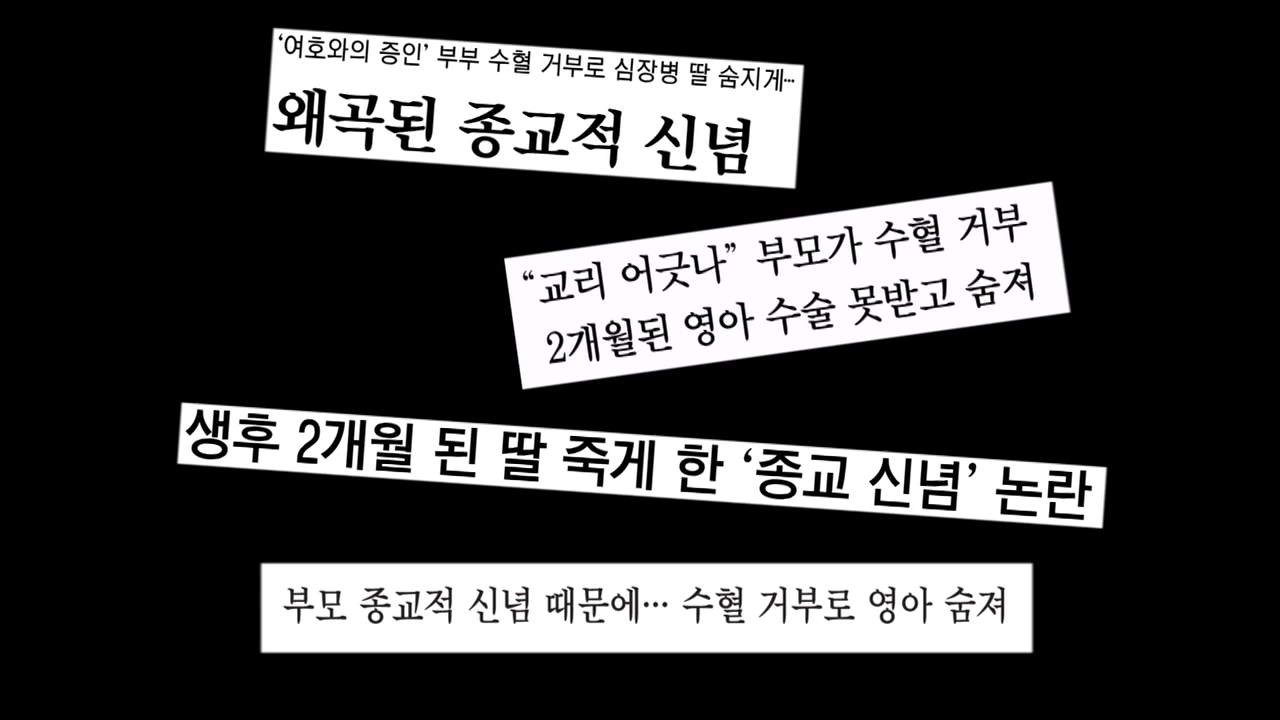 ‘여호와의 증인’ 부부 수혈 거부로 심장병 딸 숨지게…
왜곡된 종교적 신념
“교리 어긋나” 부모가 수혈 거부
2개월된 영아 수술 못받고 숨져
생후 2개월 된 딸 죽게 한 ‘종교 신념’ 논란
부모 종교적 신념 때문에… 수혈 거부로 영아 숨져